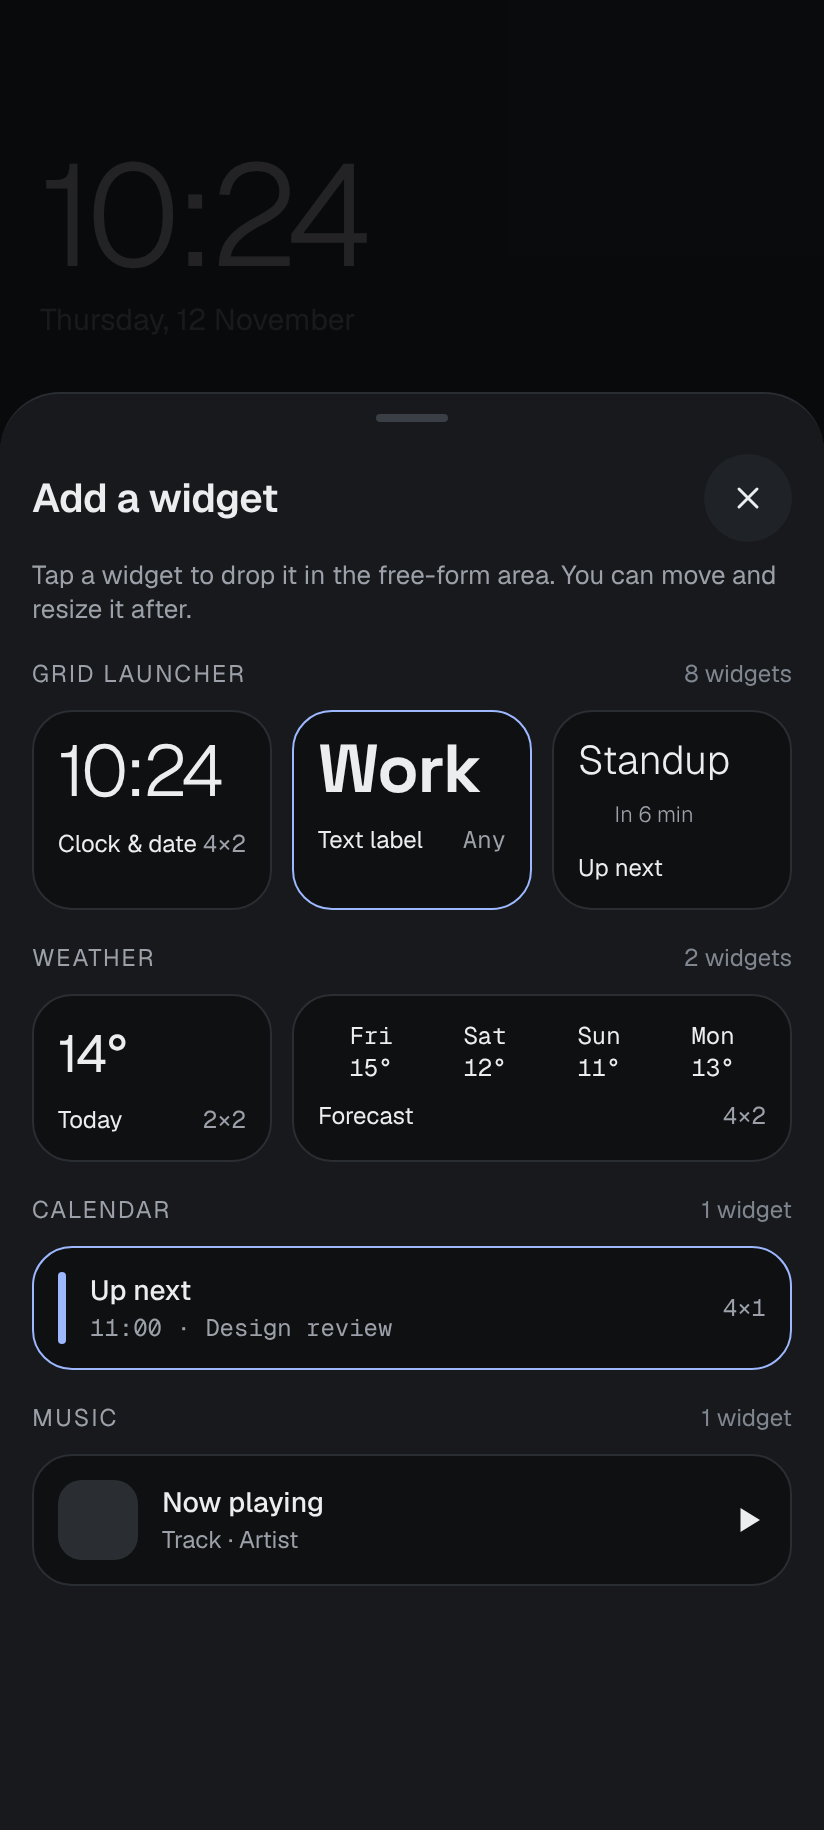 10:24
Thursday, 12 November
Add a widget
Tap a widget to drop it in the free-form area. You can move and
resize it after.
GRID LAUNCHER 8 widgets
10:24
Clock & date 4×2
Work
Text label Any
Standup
In 6 min
Up next
WEATHER 2 widgets
14°
Today 2×2
Fri Sat Sun Mon
15° 12° 11° 13°
Forecast 4×2
CALENDAR 1 widget
Up next
11:00 · Design review
4×1
MUSIC 1 widget
Now playing
Track · Artist